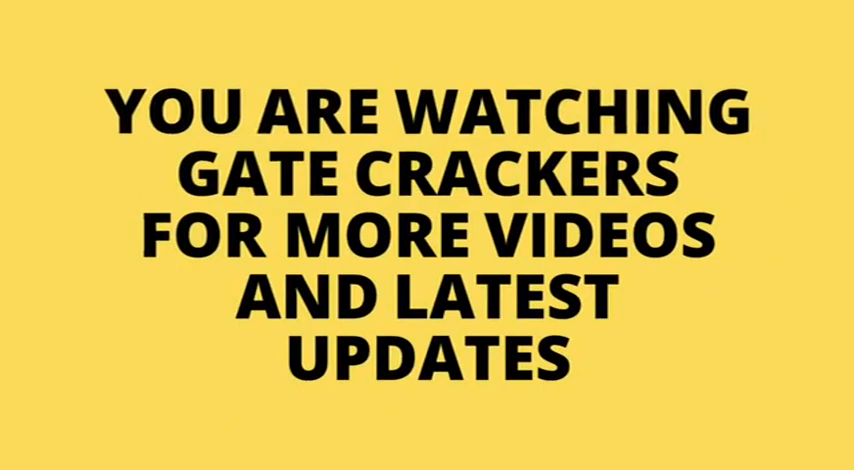 YOU ARE WATCHING
GATE CRACKERS
FOR MORE VIDEOS
AND LATEST
UPDATES